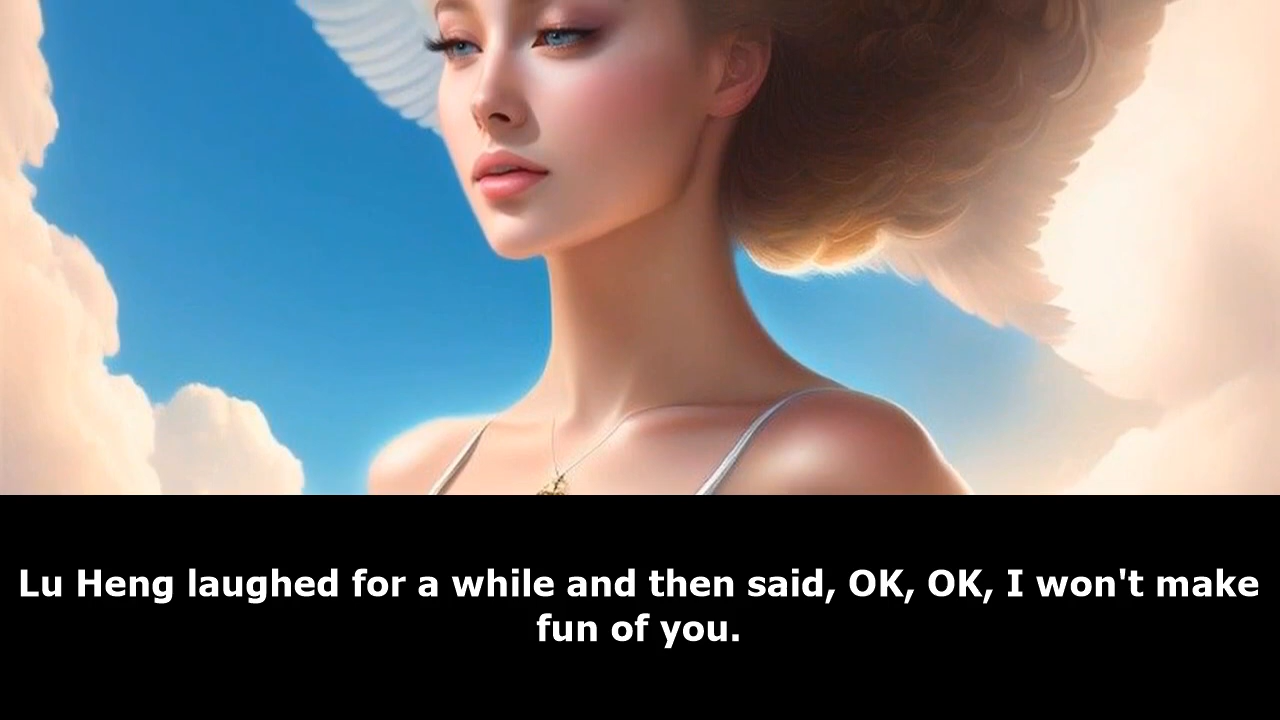 Lu Heng laughed for a while and then said, OK, OK, I won't make
fun of you.